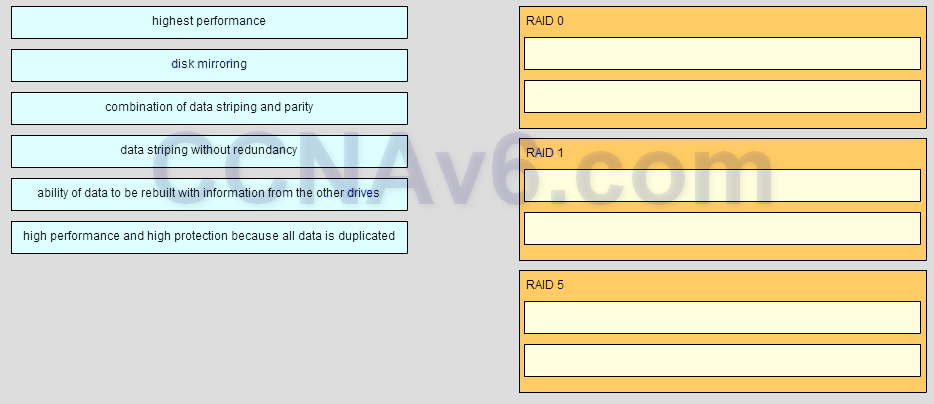 highest performance
disk mirroring
combination of data striping and parity
data striping without redundancy
ability of data to be rebuilt with information from the other drives
high performance and high protection because all data is duplicated
RAID 0
RAID 1
RAID 5
CCNAv6.com